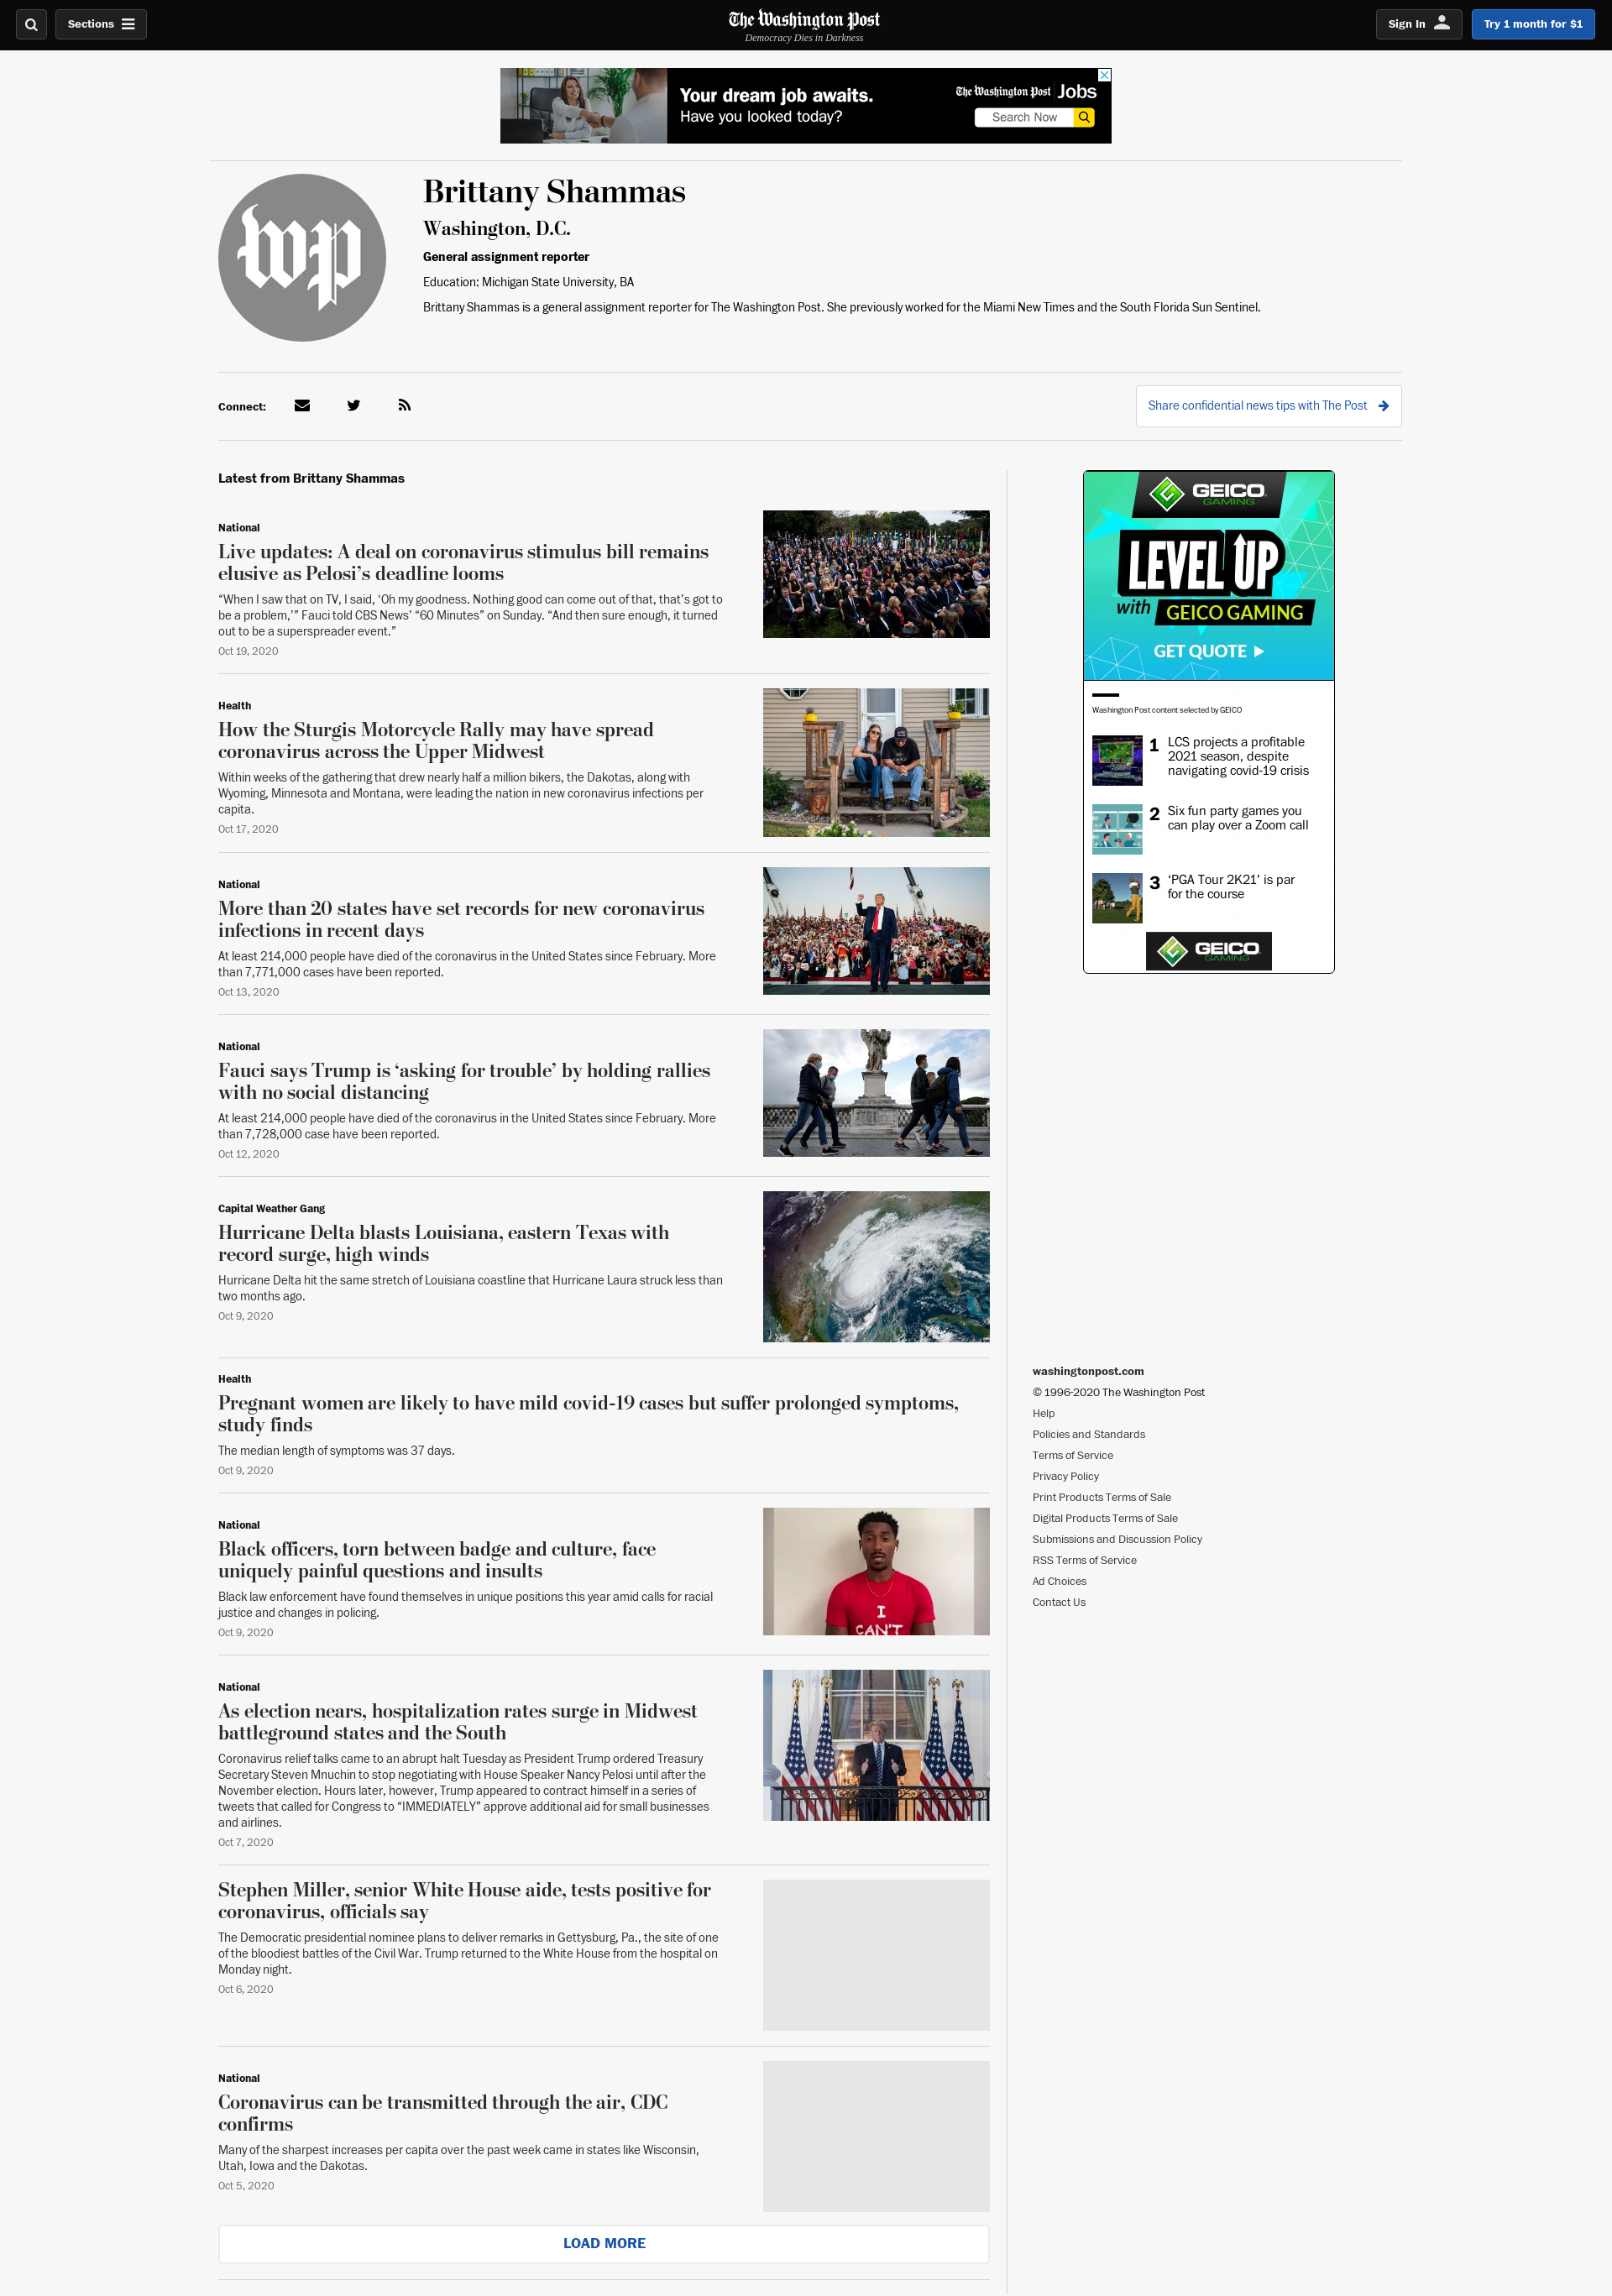 Sections
The Washington Post
Democracy Dies in Darkness
Sign In
Try 1 month for $1
Your dream job awaits.
Have you looked today?
The Washington Post Jobs
Search Now
wp
Brittany Shammas
Washington, D.C.
General assignment reporter
Education: Michigan State University, BA
Brittany Shammas is a general assignment reporter for The Washington Post. She previously worked for the Miami New Times and the South Florida Sun Sentinel.
Connect:
Share confidential news tips with The Post
Latest from Brittany Shammas
National
Live updates: A deal on coronavirus stimulus bill remains
elusive as Pelosi’s deadline looms
“When I saw that on TV, I said, ‘Oh my goodness. Nothing good can come out of that, that’s got to
be a problem,’” Fauci told CBS News’ “60 Minutes” on Sunday. “And then sure enough, it turned
out to be a superspreader event.”
Oct 19, 2020
Health
How the Sturgis Motorcycle Rally may have spread
coronavirus across the Upper Midwest
Within weeks of the gathering that drew nearly half a million bikers, the Dakotas, along with
Wyoming, Minnesota and Montana, were leading the nation in new coronavirus infections per
capita.
Oct 17, 2020
National
More than 20 states have set records for new coronavirus
infections in recent days
At least 214,000 people have died of the coronavirus in the United States since February. More
than 7,771,000 cases have been reported.
Oct 13, 2020
National
Fauci says Trump is ‘asking for trouble’ by holding rallies
with no social distancing
At least 214,000 people have died of the coronavirus in the United States since February. More
than 7,728,000 case have been reported.
Oct 12, 2020
Capital Weather Gang
Hurricane Delta blasts Louisiana, eastern Texas with
record surge, high winds
Hurricane Delta hit the same stretch of Louisiana coastline that Hurricane Laura struck less than
two months ago.
Oct 9, 2020
Health
Pregnant women are likely to have mild covid-19 cases but suffer prolonged symptoms,
study finds
The median length of symptoms was 37 days.
Oct 9, 2020
National
Black officers, torn between badge and culture, face
uniquely painful questions and insults
Black law enforcement have found themselves in unique positions this year amid calls for racial
justice and changes in policing.
Oct 9, 2020
I
CAN'T
National
As election nears, hospitalization rates surge in Midwest
battleground states and the South
Coronavirus relief talks came to an abrupt halt Tuesday as President Trump ordered Treasury
Secretary Steven Mnuchin to stop negotiating with House Speaker Nancy Pelosi until after the
November election. Hours later, however, Trump appeared to contract himself in a series of
tweets that called for Congress to “IMMEDIATELY” approve additional aid for small businesses
and airlines.
Oct 7, 2020
Stephen Miller, senior White House aide, tests positive for
coronavirus, officials say
The Democratic presidential nominee plans to deliver remarks in Gettysburg, Pa., the site of one
of the bloodiest battles of the Civil War. Trump returned to the White House from the hospital on
Monday night.
Oct 6, 2020
National
Coronavirus can be transmitted through the air, CDC
confirms
Many of the sharpest increases per capita over the past week came in states like Wisconsin,
Utah, Iowa and the Dakotas.
Oct 5, 2020
LOAD MORE
GEICO
GAMING
LEVEL UP
with GEICO GAMING
GET QUOTE
Washington Post content selected by GEICO
1 LCS projects a profitable
2021 season, despite
navigating covid-19 crisis
2 Six fun party games you
can play over a Zoom call
3 ‘PGA Tour 2K21’ is par
for the course
GEICO
GAMING
washingtonpost.com
© 1996-2020 The Washington Post
Help
Policies and Standards
Terms of Service
Privacy Policy
Print Products Terms of Sale
Digital Products Terms of Sale
Submissions and Discussion Policy
RSS Terms of Service
Ad Choices
Contact Us